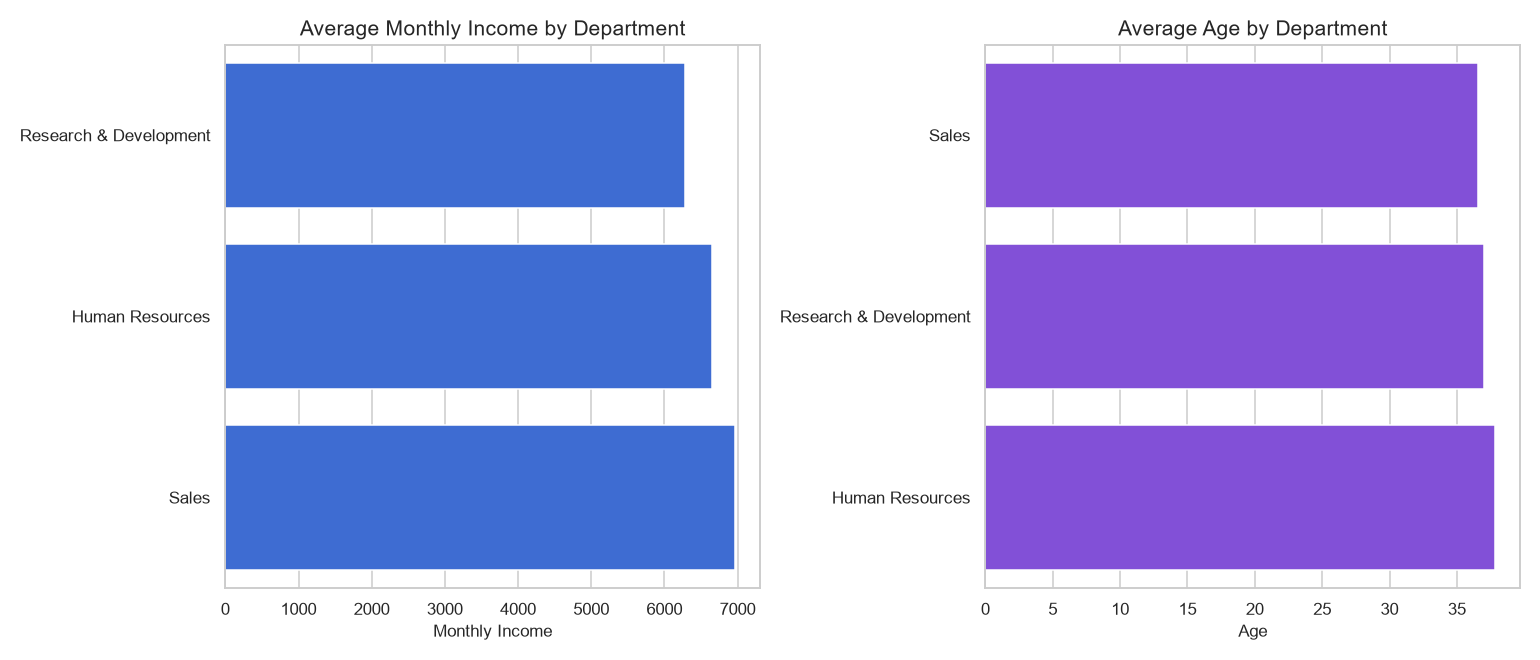 Average Monthly Income by Department
Research & Development
Human Resources
Sales
0 1000 2000 3000 4000 5000 6000 7000
Monthly Income
Average Age by Department
Sales
Research & Development
Human Resources
0 5 10 15 20 25 30 35
Age